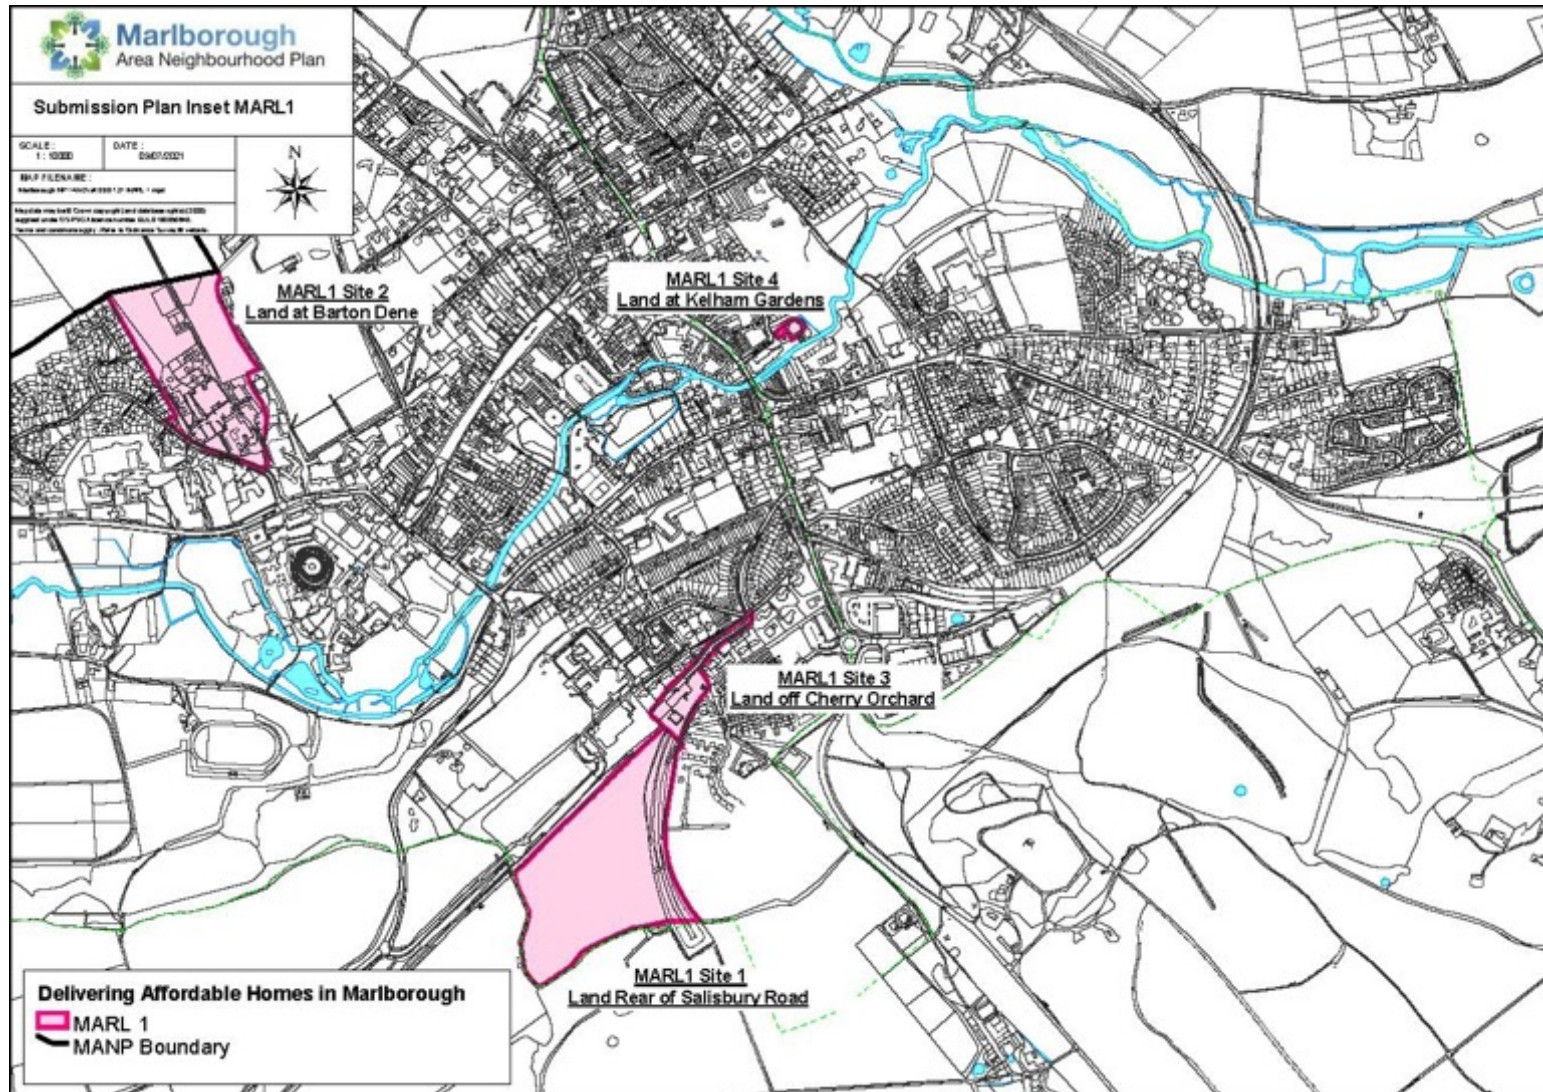 Marlborough
Area Neighbourhood Plan
Submission Plan Inset MARL1
SCALE :
DATE :
N
MAP FILENAME :
MARL1 Site 2
Land at Barton Dene
MARL1 Site 4
Land at Kelham Gardens
MARL1 Site 3
Land off Cherry Orchard
MARL1 Site 1
Land Rear of Salisbury Road
Delivering Affordable Homes in Marlborough
MARL 1
MANP Boundary